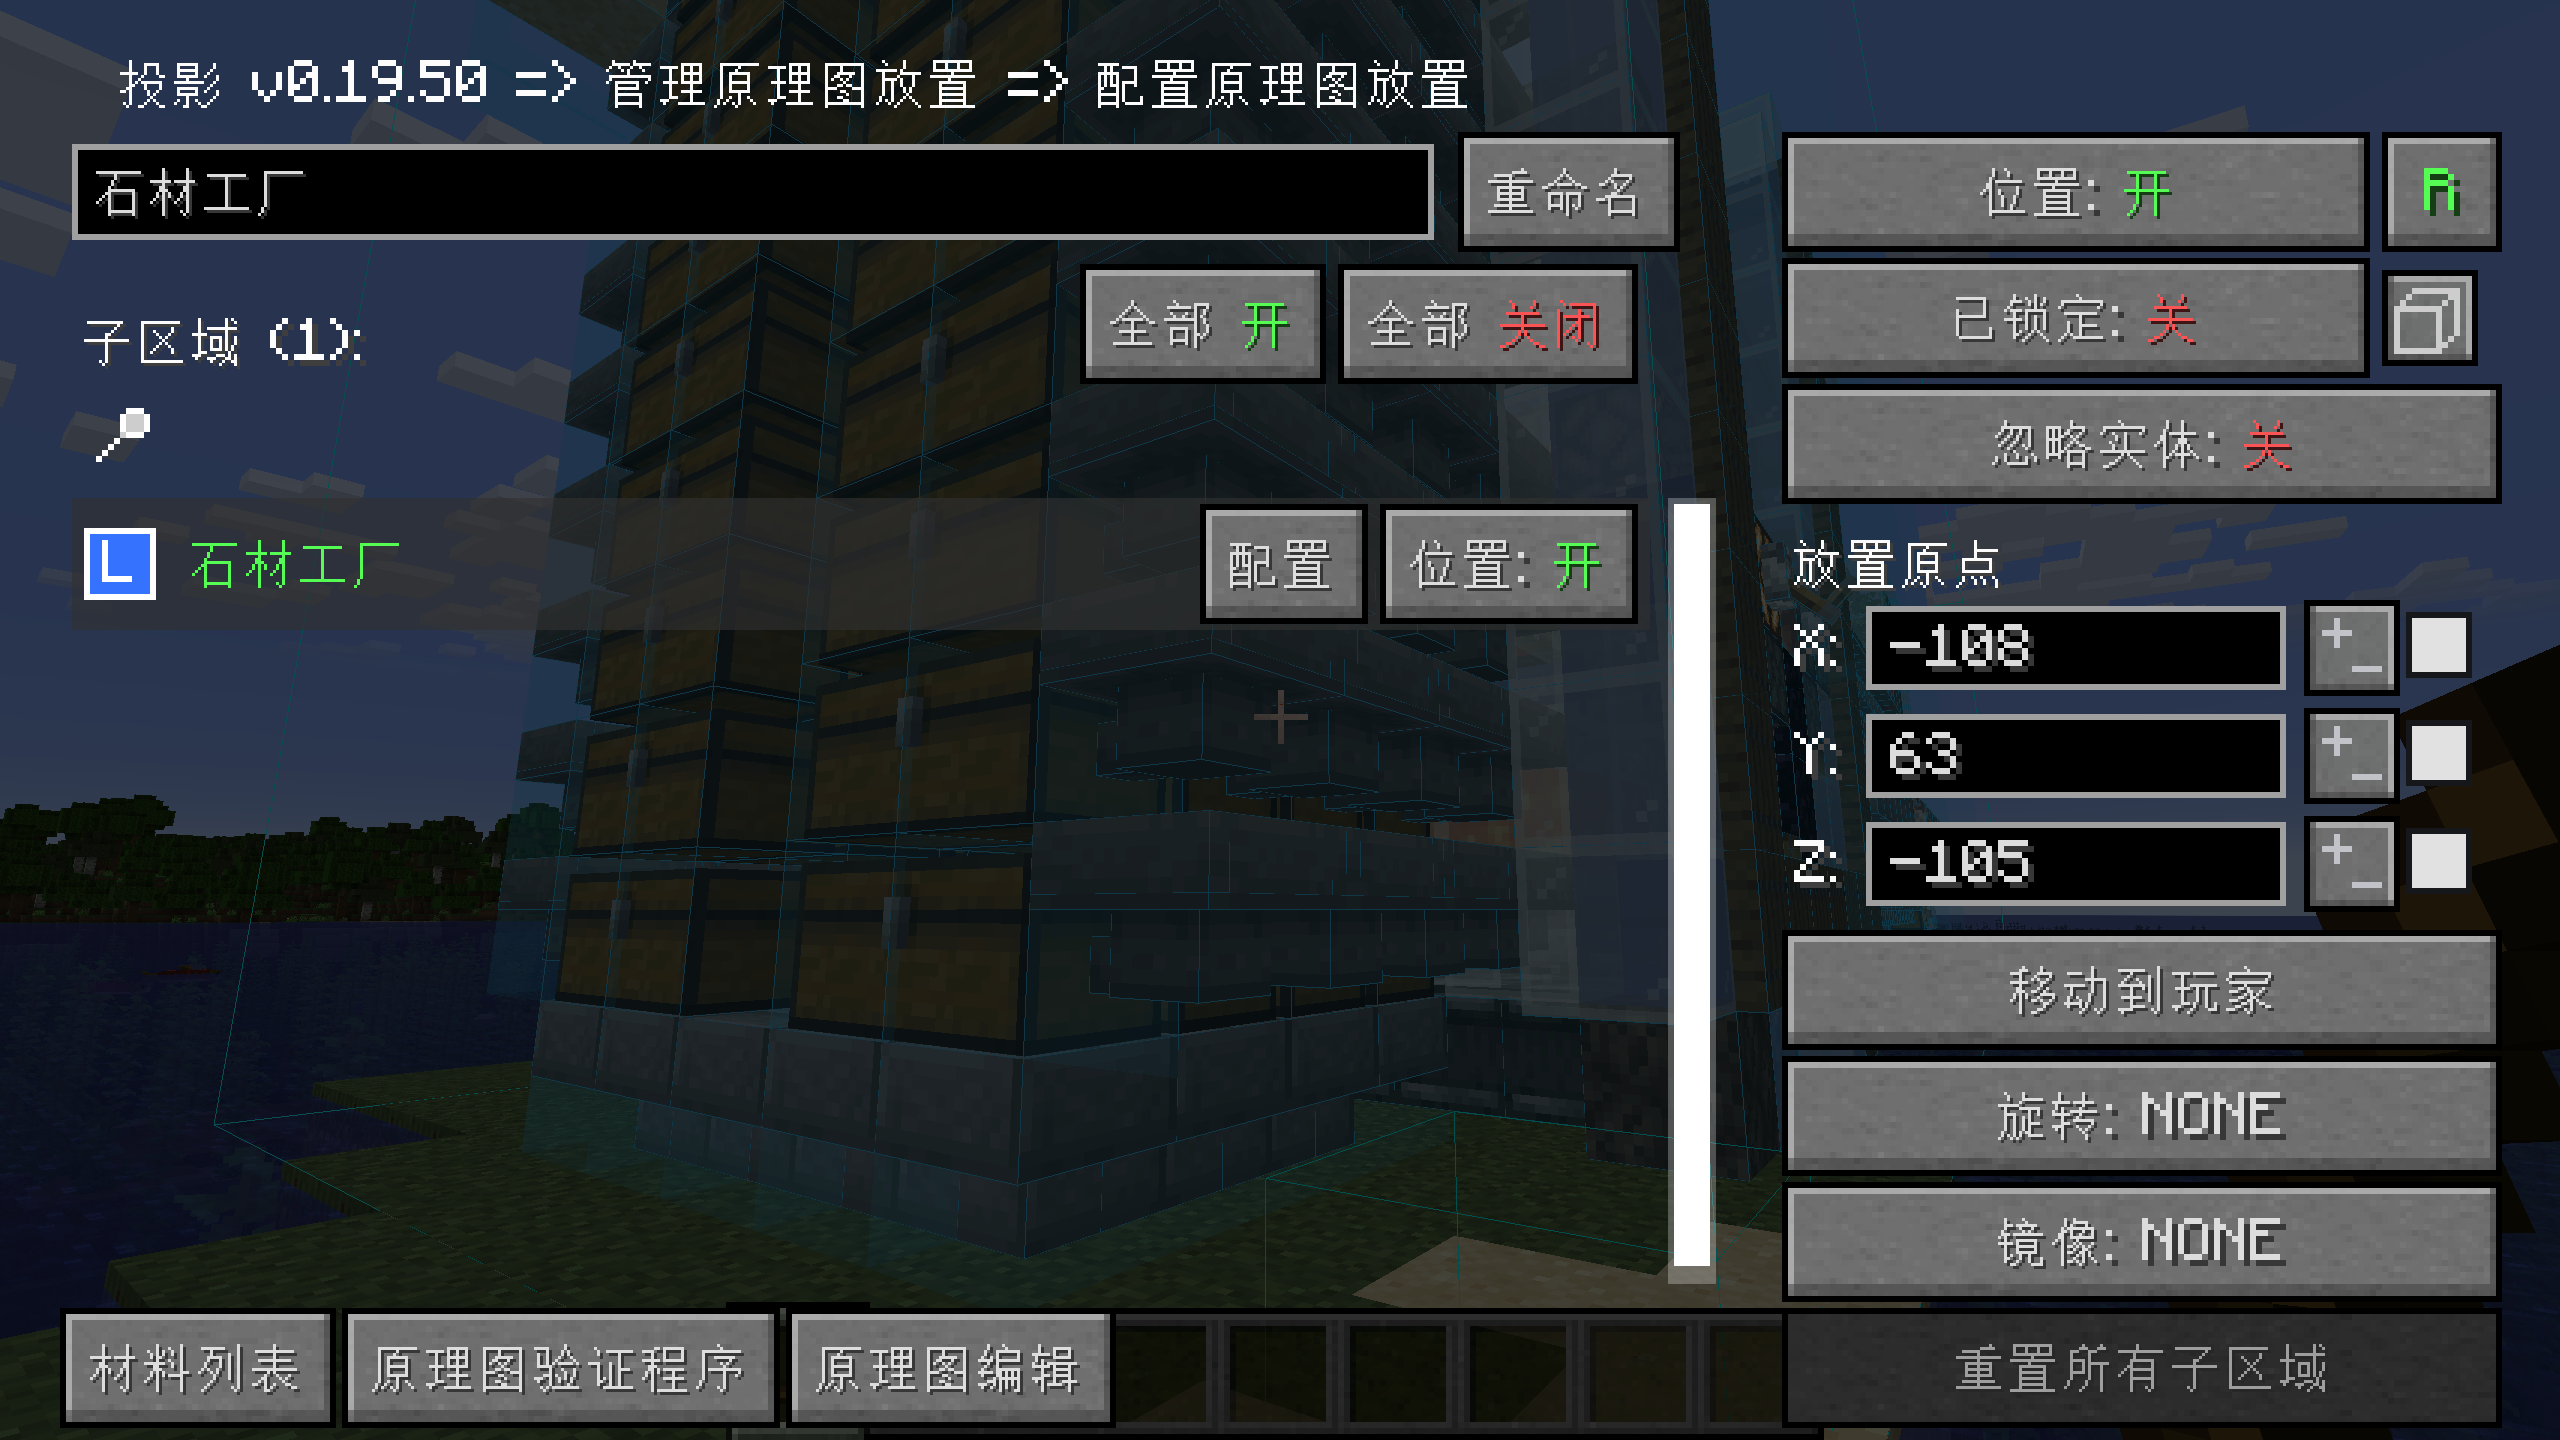 投影 v0.19.50 => 管理原理图放置 => 配置原理图放置
石材工厂
重命名
位置: 开
R
子区域 (1):
全部 开
全部 关闭
已锁定: 关
忽略实体: 关
L 石材工厂
配置
位置: 开
放置原点
X: -108
Y: 63
Z: -105
移动到玩家
旋转: NONE
镜像: NONE
材料列表
原理图验证程序
原理图编辑
重置所有子区域